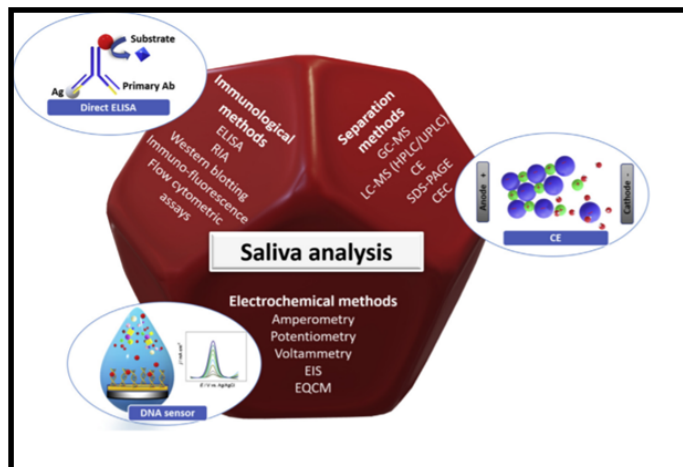 Substrate
Ag
Primary Ab
Direct ELISA
Immunological
methods
ELISA
RIA
Western blotting
Immuno-fluorescence
Flow cytometric
assays
Separation
methods
GC-MS
LC-MS (HPLC/UPLC)
CE
SDS-PAGE
CEC
Anode +
Cathode -
CE
Saliva analysis
Electrochemical methods
Amperometry
Potentiometry
Voltammetry
EIS
EQCM
DNA sensor